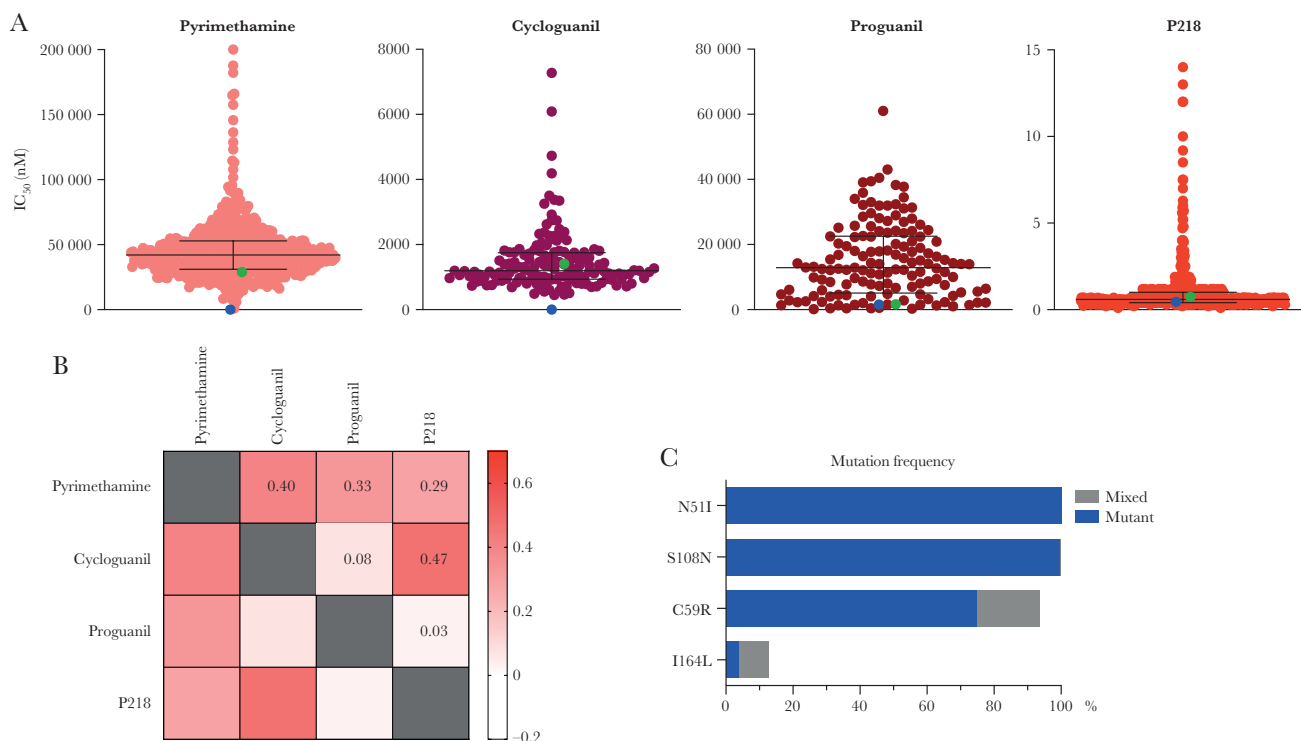 A
Pyrimethamine
Cycloguanil
Proguanil
P218
IC50 (nM)
200 000
150 000
100 000
50 000
0
8000
6000
4000
2000
0
80 000
60 000
40 000
20 000
0
15
10
5
0
B
Pyrimethamine
Cycloguanil
Proguanil
P218
Pyrimethamine
0.40
0.33
0.29
Cycloguanil
0.08
0.47
Proguanil
0.03
P218
0.6
0.4
0.2
0
–0.2
C
Mutation frequency
N51I
S108N
C59R
I164L
0 20 40 60 80 100 %
Mixed
Mutant